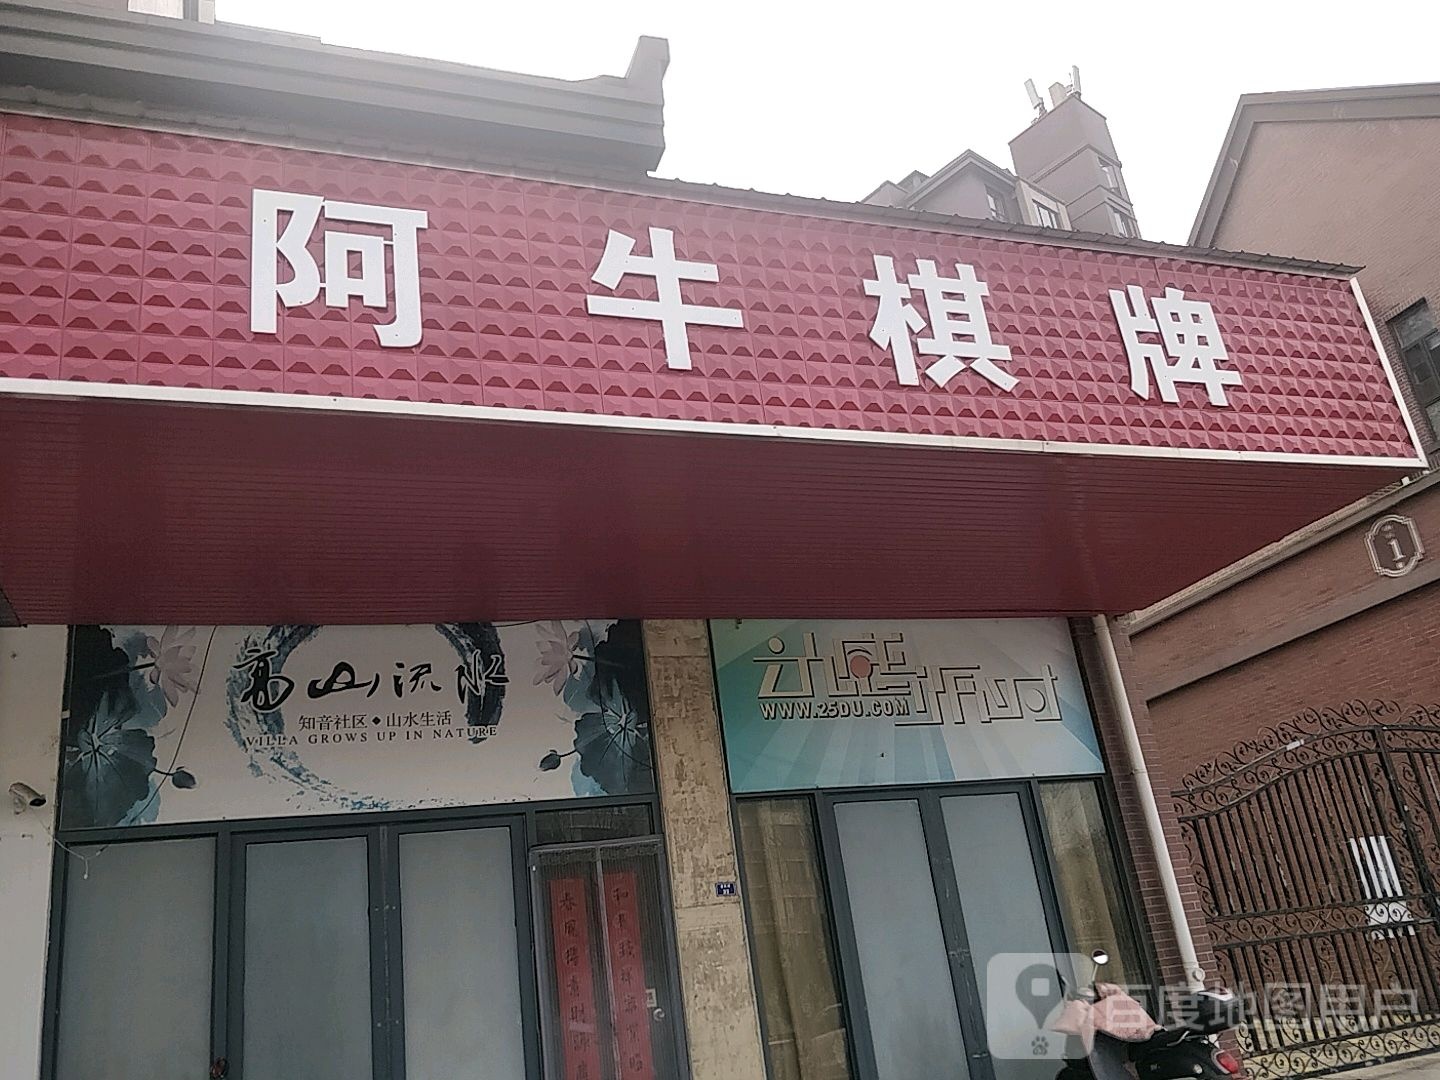 阿牛棋牌
高山流水
知音社区◆山水生活
VILLA GROWS UP IN NATURE
WWW.25DU.COM
i
百度地图用户